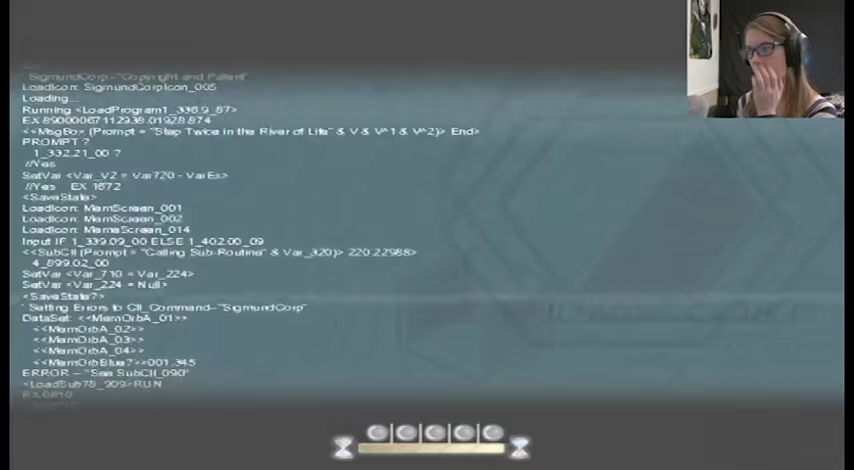 ' SigmundCorp-"Copyright and Patent"
LoadIcon: SigmundCorpIcon_005
Loading...
Running <LoadProgram1_336.9_87>
EX 89000067112938.01928.874
<<MsgBox (Prompt = "Step Twice in the River of Life" & V & V^1 & V^2)> End>
PROMPT ?
1_332.21_00 ?
//Yes
SetVar <Var_V2 = Var720 - VarEs>
//Yes EX 167.2
<SaveState>
LoadIcon: MemScreen_001
LoadIcon: MemScreen_002
LoadIcon: MemeScreen_014
Input IF 1_339.09_00 ELSE 1_402.00_09
<<SubCll (Prompt = "Calling Sub-Routine" & Var_320)> 220.22988>
4_899.02_00
SetVar <Var_710 = Var_224>
SetVar <Var_224 = Null>
<SaveState?>
' Setting Errors to Cll_Command-"SigmundCorp"
DataSet: <<MemOrbA_01>>
<<MemOrbA_02>>
<<MemOrbA_03>>
<<MemOrbA_04>>
<<MemOrbBlue?>>001.345
ERROR - "See SubCll_090"
<LoadSub78_909>RUN